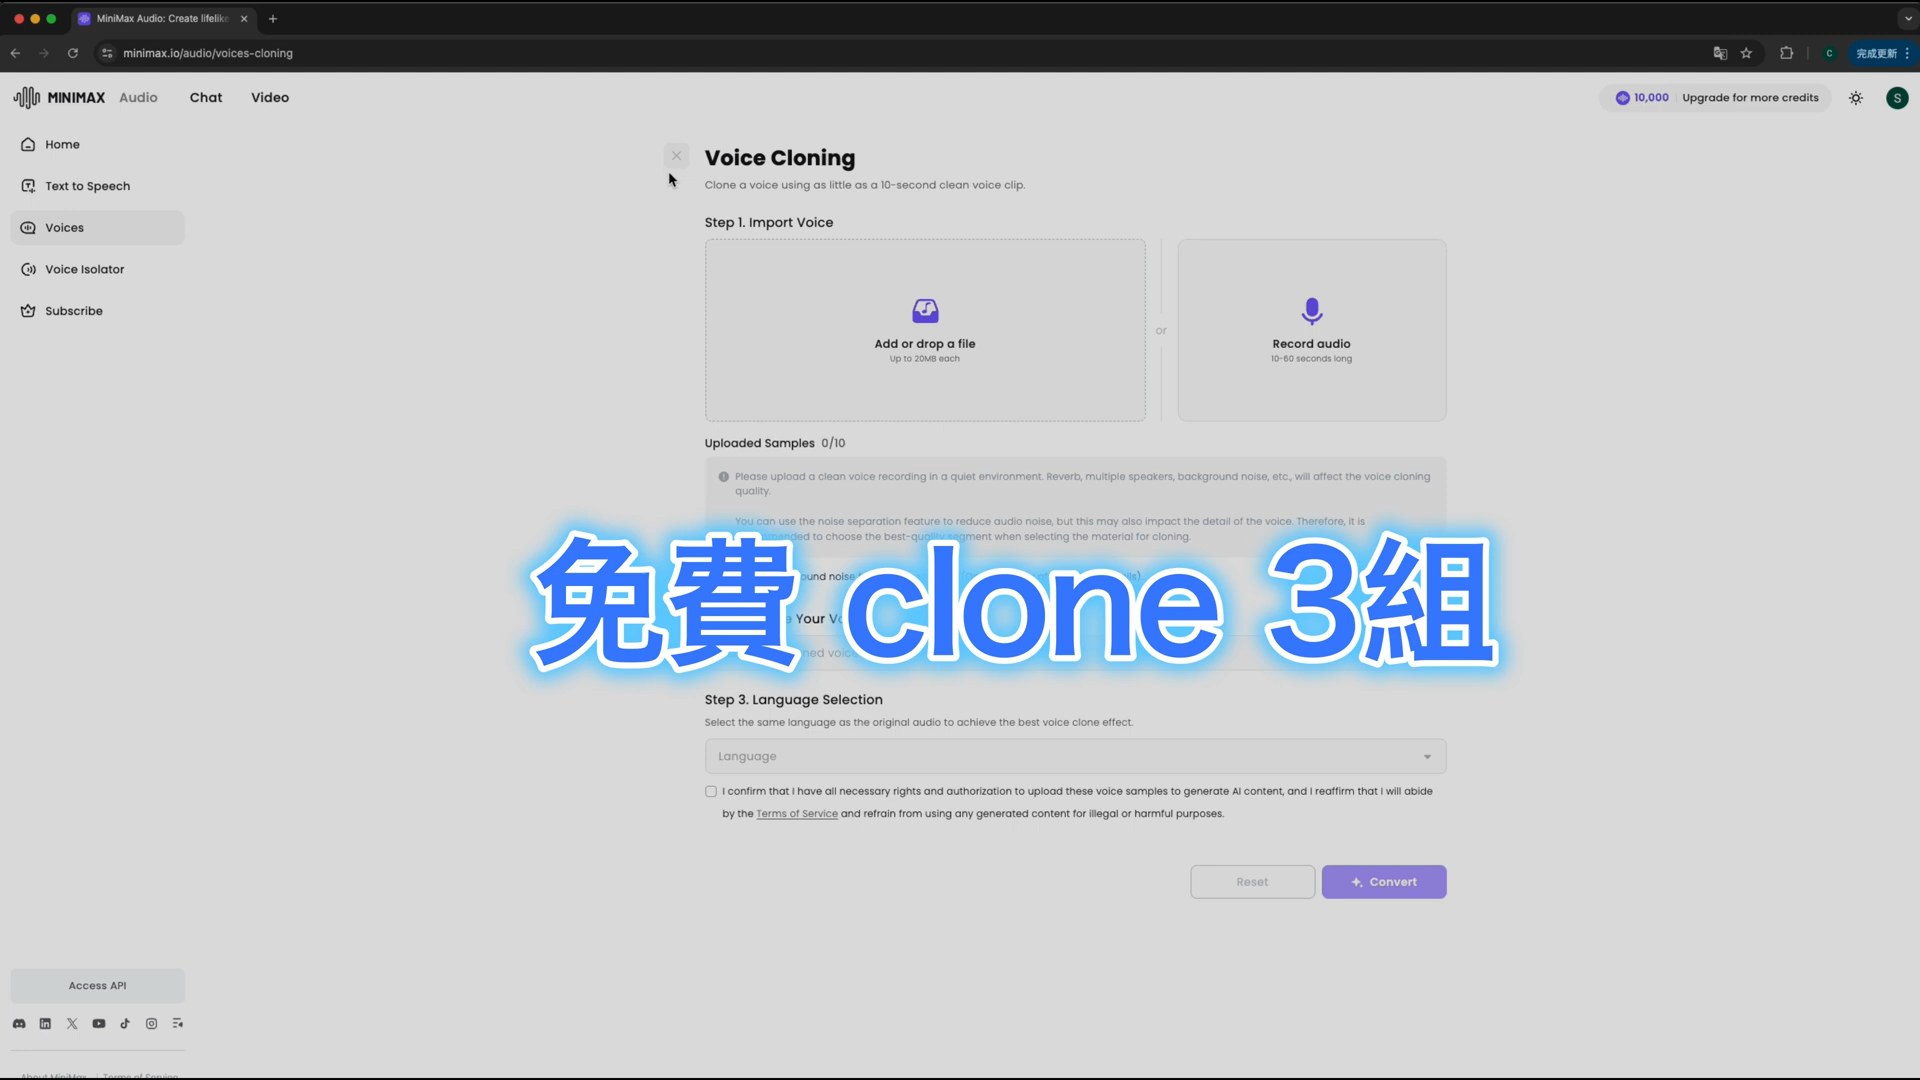 MiniMax Audio: Create lifelike
minimax.io/audio/voices-cloning
完成更新
MINIMAX Audio Chat Video
10,000 Upgrade for more credits
S
Home
Text to Speech
Voices
Voice Isolator
Subscribe
Voice Cloning
Clone a voice using as little as a 10-second clean voice clip.
Step 1. Import Voice
Add or drop a file
Up to 20MB each
or
Record audio
10-60 seconds long
Uploaded Samples 0/10
Please upload a clean voice recording in a quiet environment. Reverb, multiple speakers, background noise, etc., will affect the voice cloning
quality.
You can use the noise separation feature to reduce audio noise, but this may also impact the detail of the voice. Therefore, it is
to choose the best-quality segment when selecting the material for cloning.
noise
Your
免費 clone 3組
Step 3. Language Selection
Select the same language as the original audio to achieve the best voice clone effect.
Language
I confirm that I have all necessary rights and authorization to upload these voice samples to generate AI content, and I reaffirm that I will abide
by the Terms of Service and refrain from using any generated content for illegal or harmful purposes.
Reset
Convert
Access API
About MiniMax Terms of Service